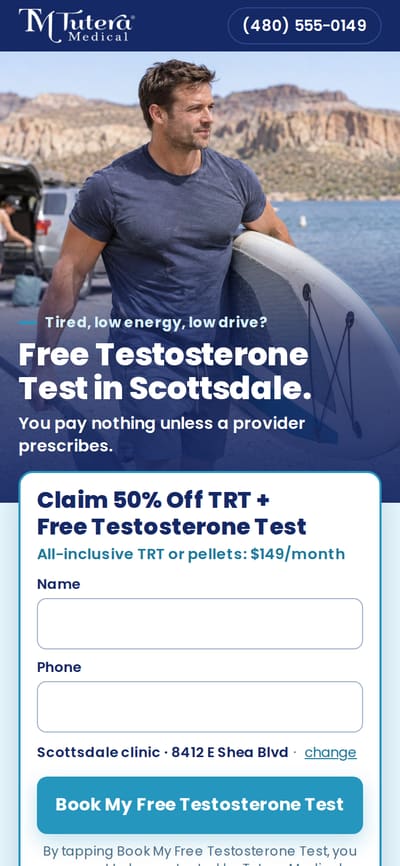 TM Tutera
Medical
(480) 555-0149
Tired, low energy, low drive?
Free Testosterone
Test in Scottsdale.
You pay nothing unless a provider
prescribes.
Claim 50% Off TRT +
Free Testosterone Test
All-inclusive TRT or pellets: $149/month
Name
Phone
Scottsdale clinic · 8412 E Shea Blvd · change
Book My Free Testosterone Test
By tapping Book My Free Testosterone Test, you